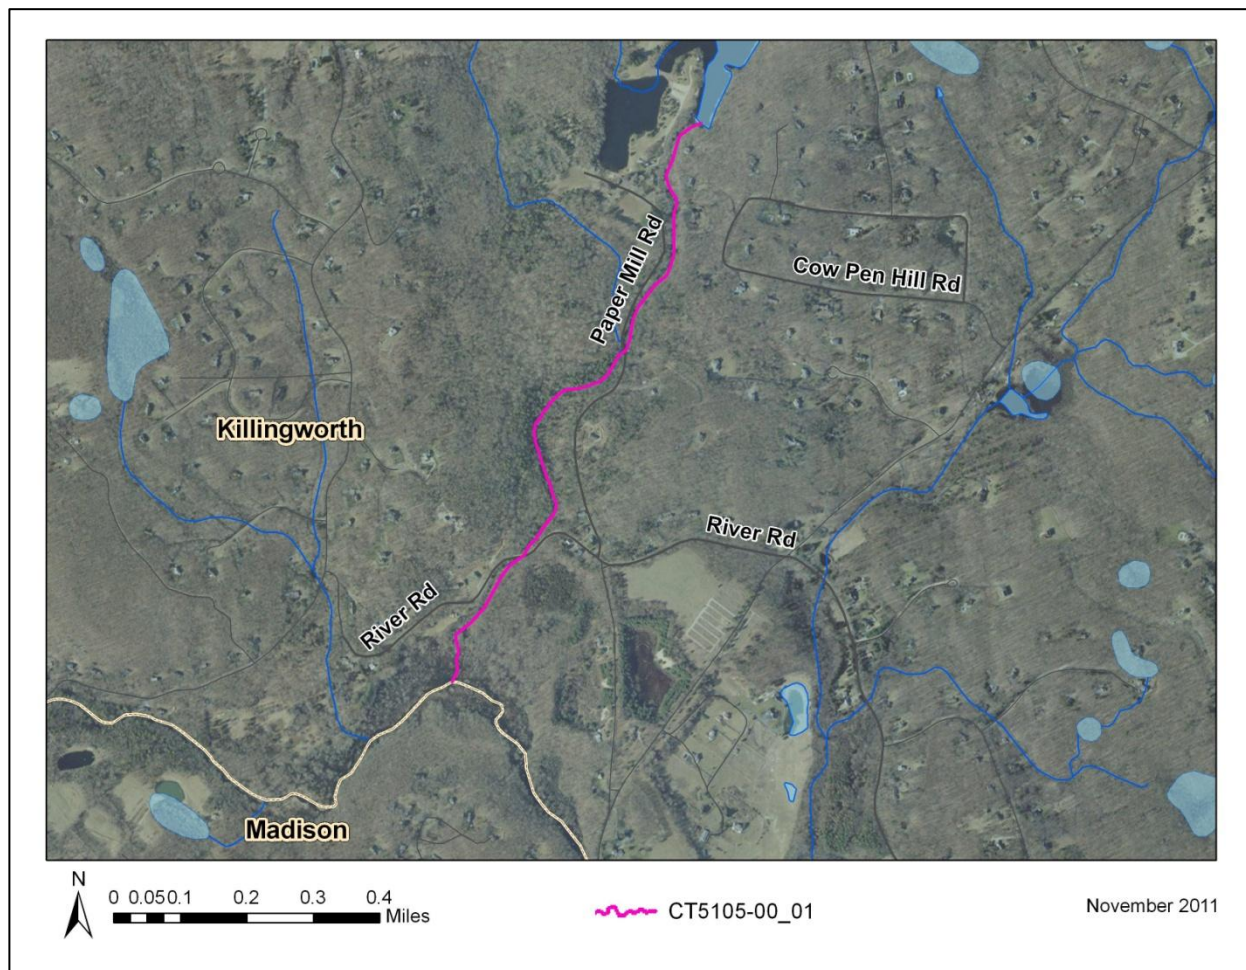 Paper Mill Rd
Cow Pen Hill Rd
Killingworth
River Rd
River Rd
Madison
N
0 0.05 0.1 0.2 0.3 0.4
Miles
CT5105-00_01
November 2011